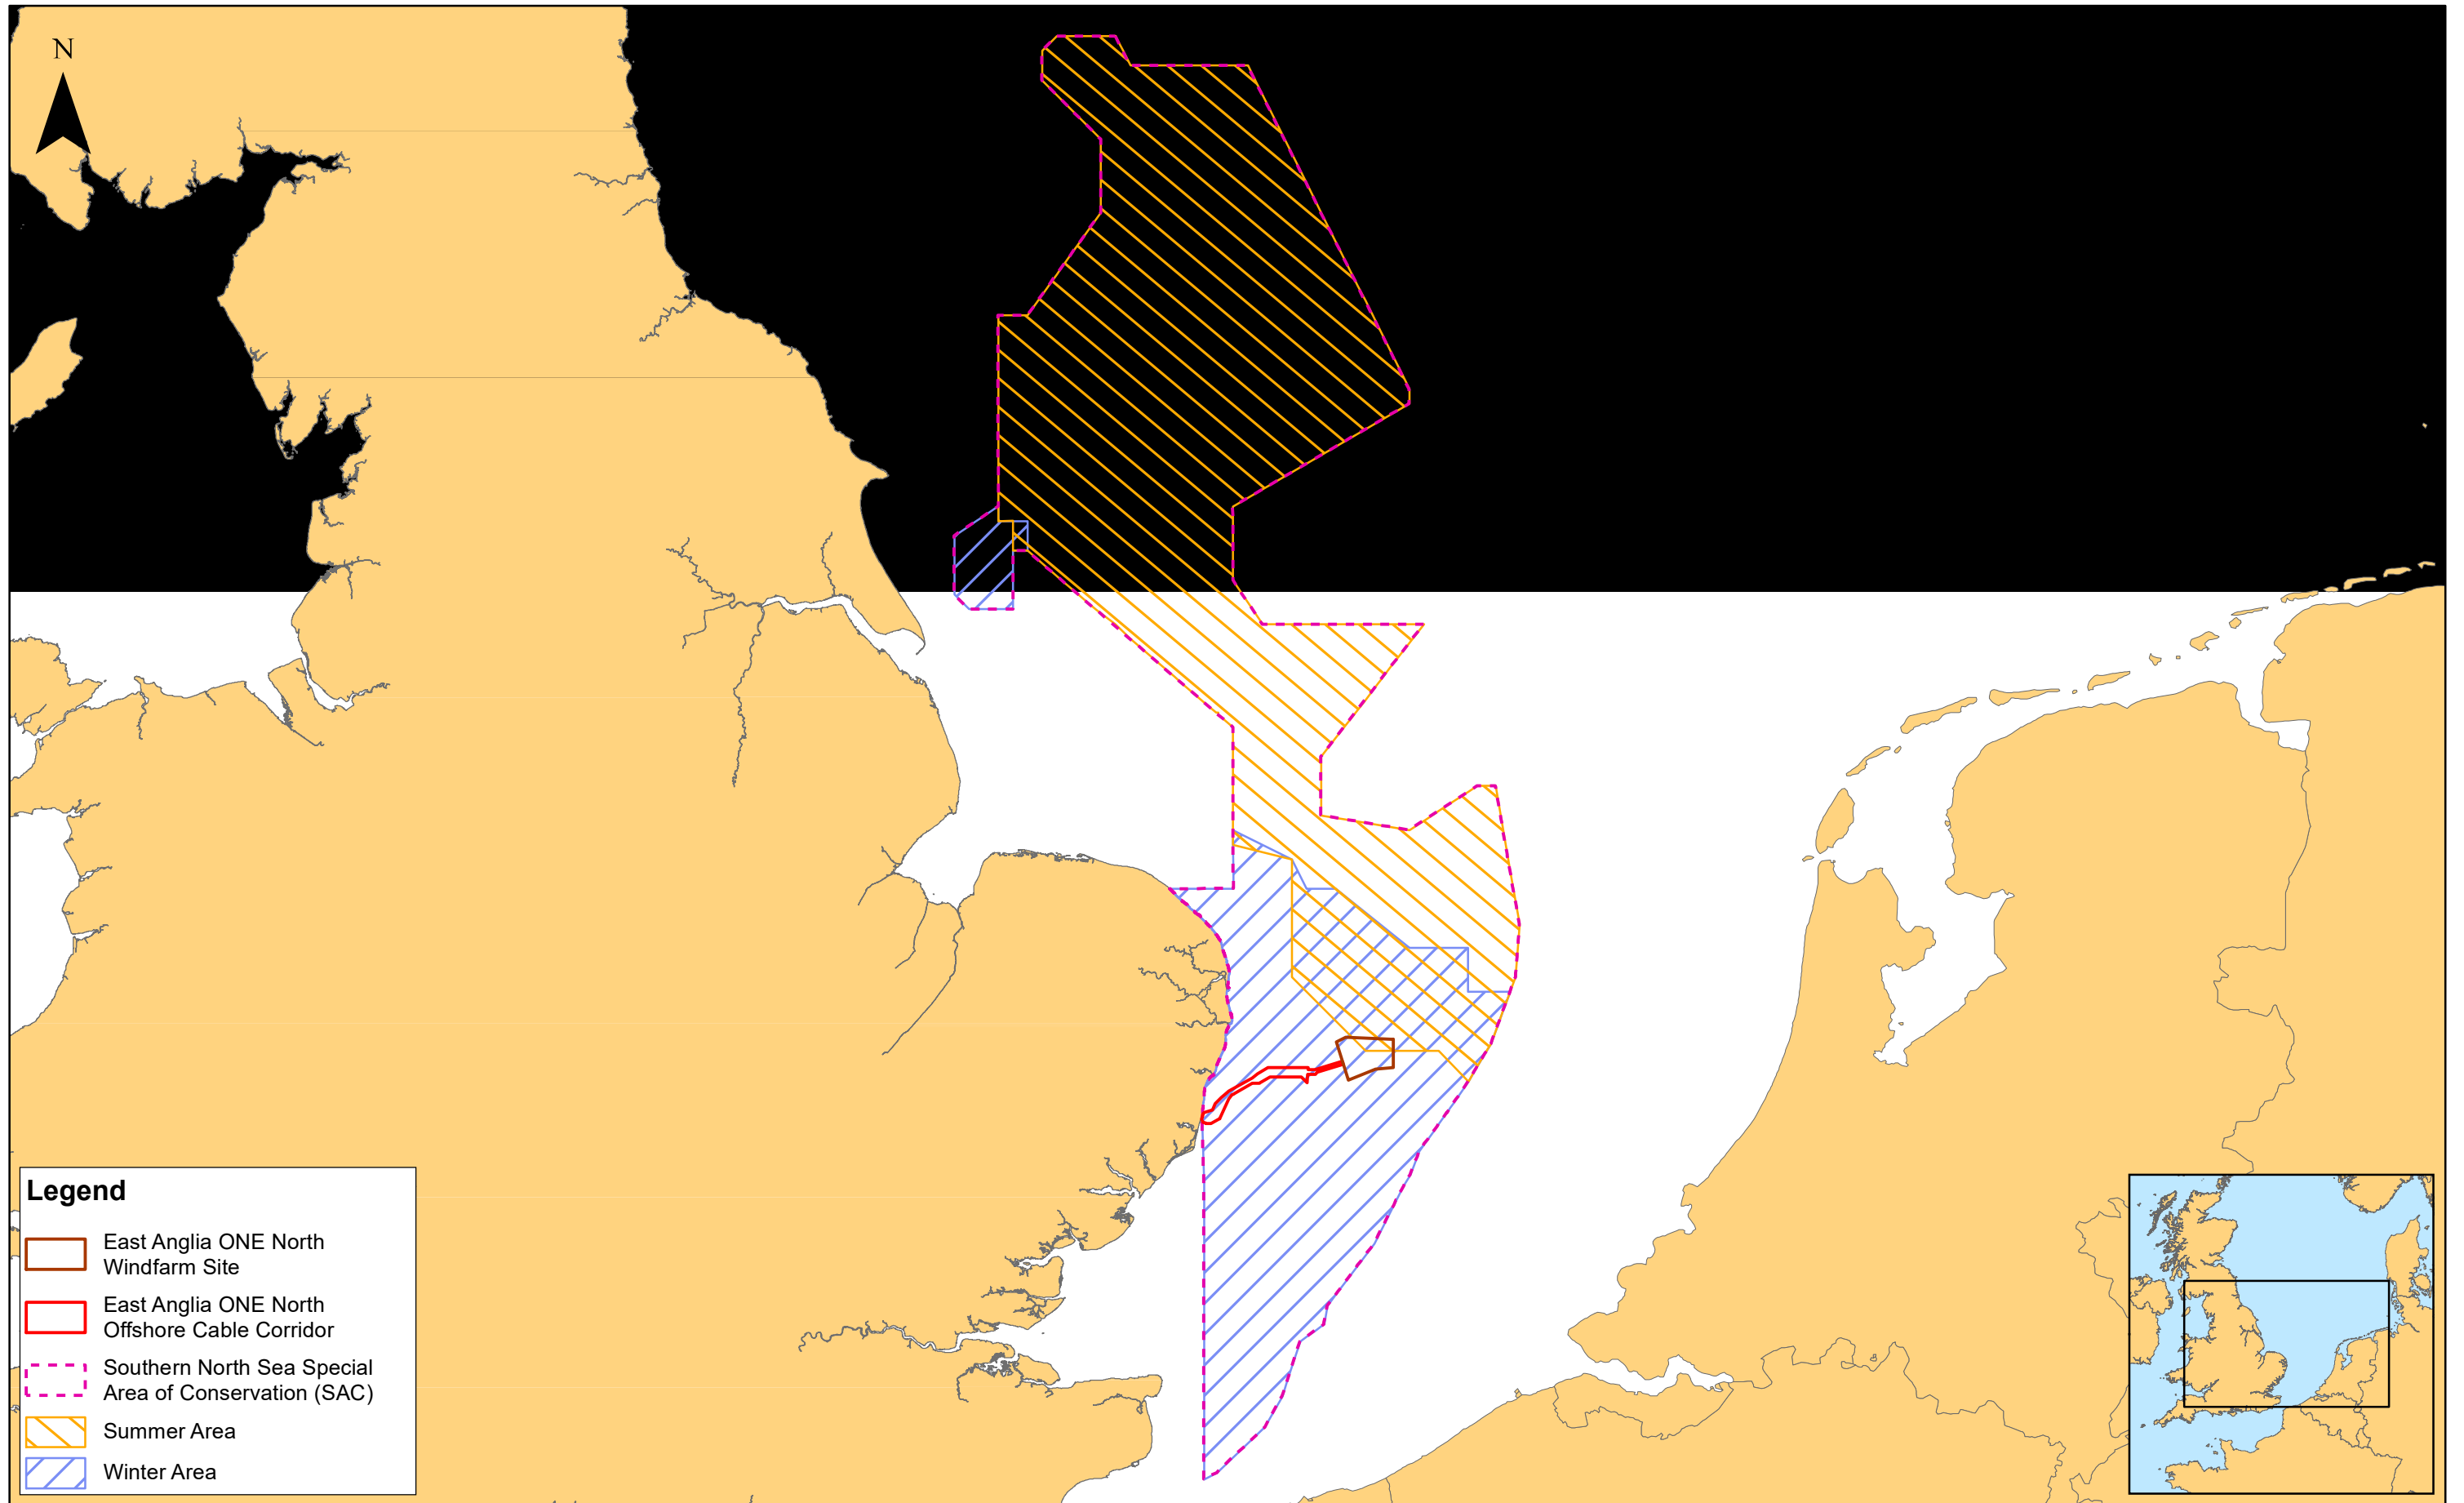 N
Legend
East Anglia ONE North
Windfarm Site
East Anglia ONE North
Offshore Cable Corridor
Southern North Sea Special
Area of Conservation (SAC)
Summer Area
Winter Area